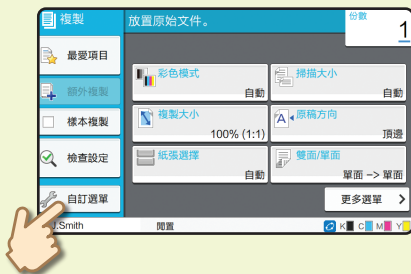 複製
放置原始文件。
份數
1
最愛項目
額外複製
樣本複製
檢查設定
自訂選單
彩色模式
自動
掃描大小
自動
複製大小
100% (1:1)
原稿方向
頂邊
紙張選擇
自動
雙面/單面
單面 -> 單面
更多選單
J.Smith
閒置
K C M Y